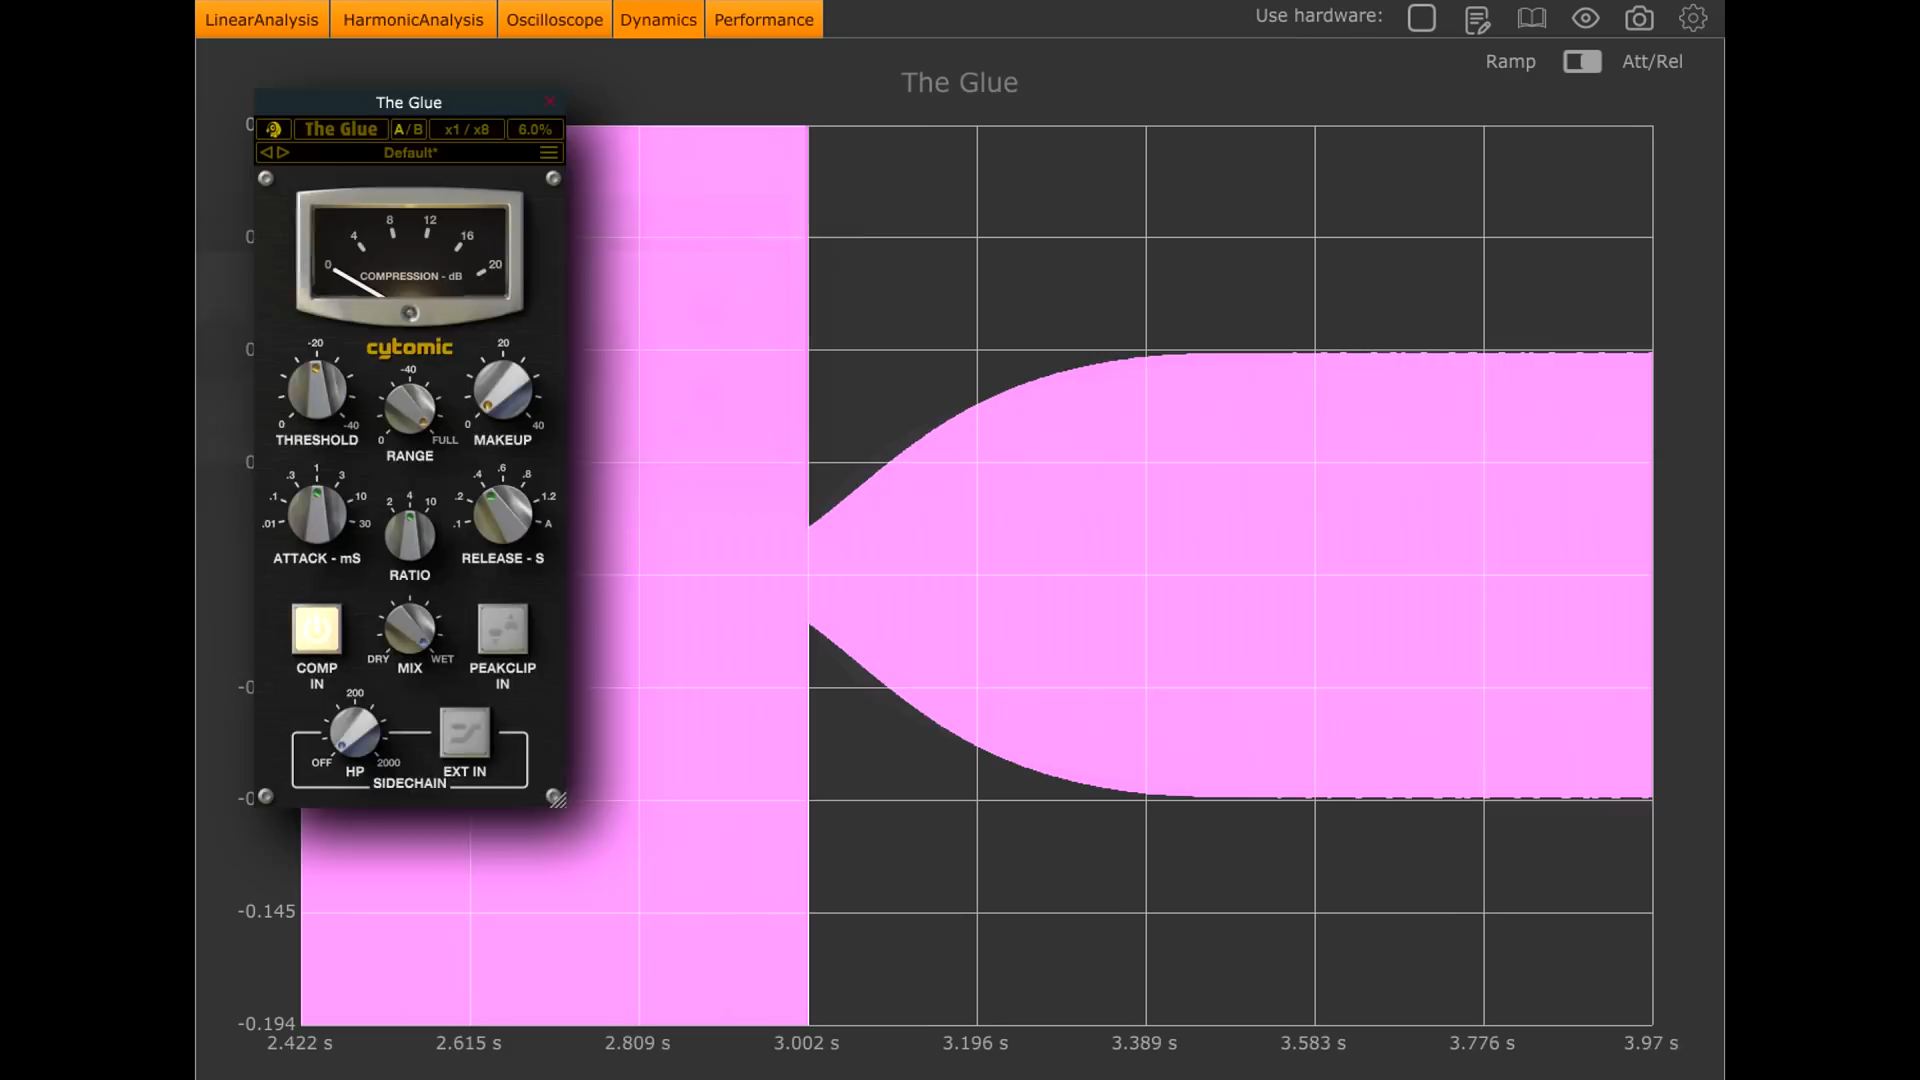 LinearAnalysis HarmonicAnalysis Oscilloscope Dynamics Performance Use hardware:
Ramp Att/Rel
The Glue
The Glue
The Glue A/B x1 / x8 6.0%
Default*
0 4 8 12 16 20
COMPRESSION - dB
cytomic
-20
0 -40
THRESHOLD
-40
0 FULL
RANGE
20
0 40
MAKEUP
.01 .1 .3 1 3 10 30
ATTACK - mS
2 4 10
RATIO
.1 .2 .4 .6 .8 1.2 A
RELEASE - S
COMP
IN
DRY MIX WET
PEAKCLIP
IN
200
OFF HP 2000
EXT IN
SIDECHAIN
-0.145
-0.194
2.422 s 2.615 s 2.809 s 3.002 s 3.196 s 3.389 s 3.583 s 3.776 s 3.97 s